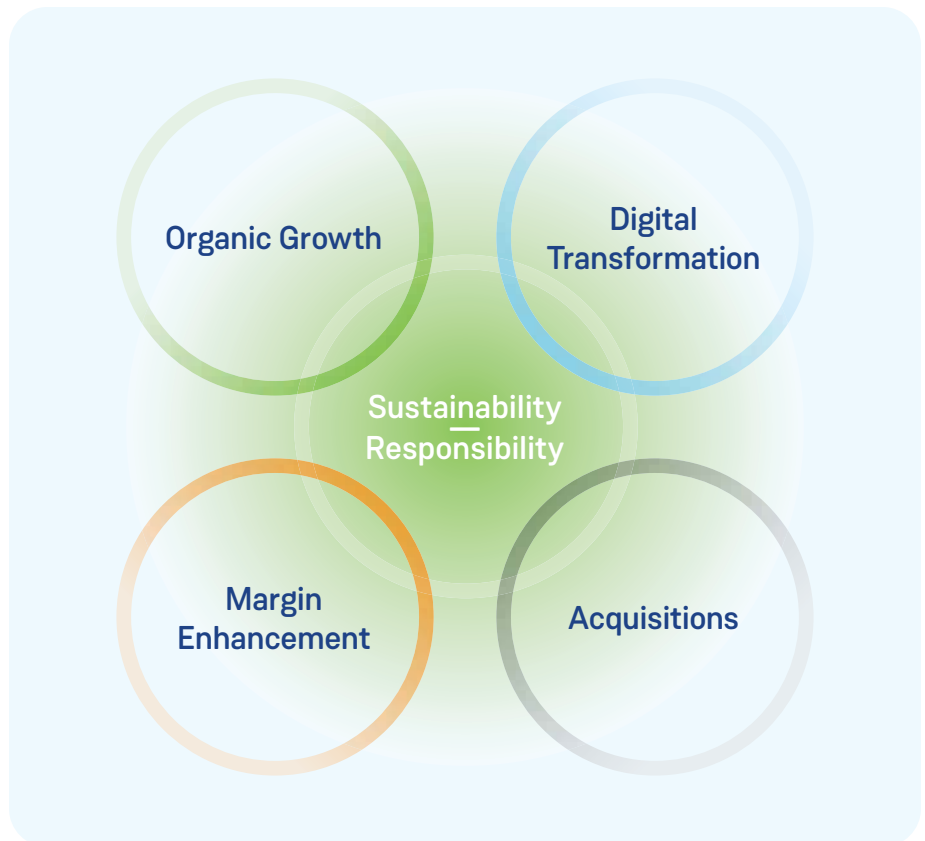 Organic Growth
Digital
Transformation
Sustainability
Responsibility
Margin
Enhancement
Acquisitions